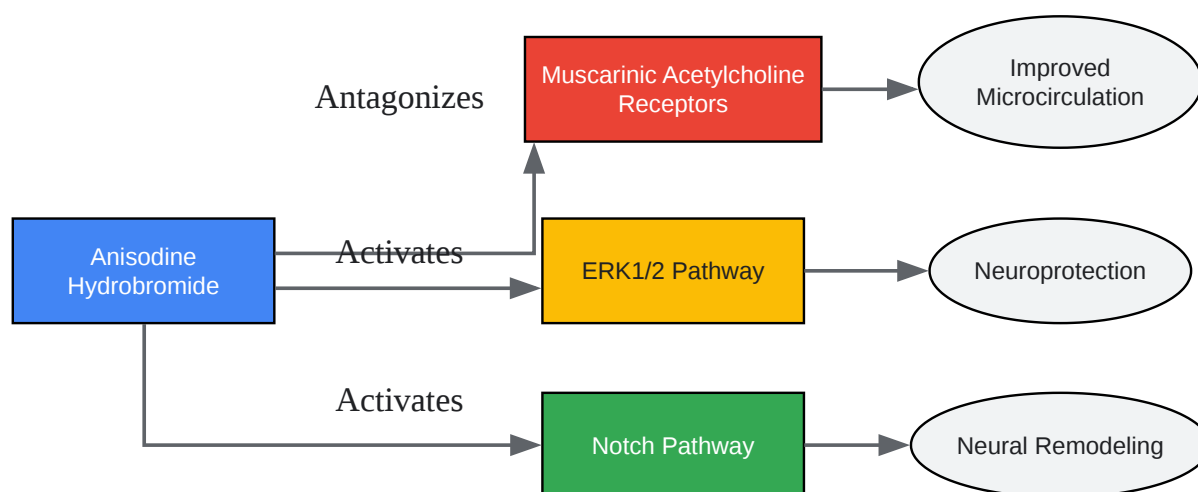 Muscarinic Acetylcholine
Receptors
Improved
Microcirculation
Antagonizes
Anisodine
Hydrobromide
Activates
ERK1/2 Pathway
Neuroprotection
Activates
Notch Pathway
Neural Remodeling